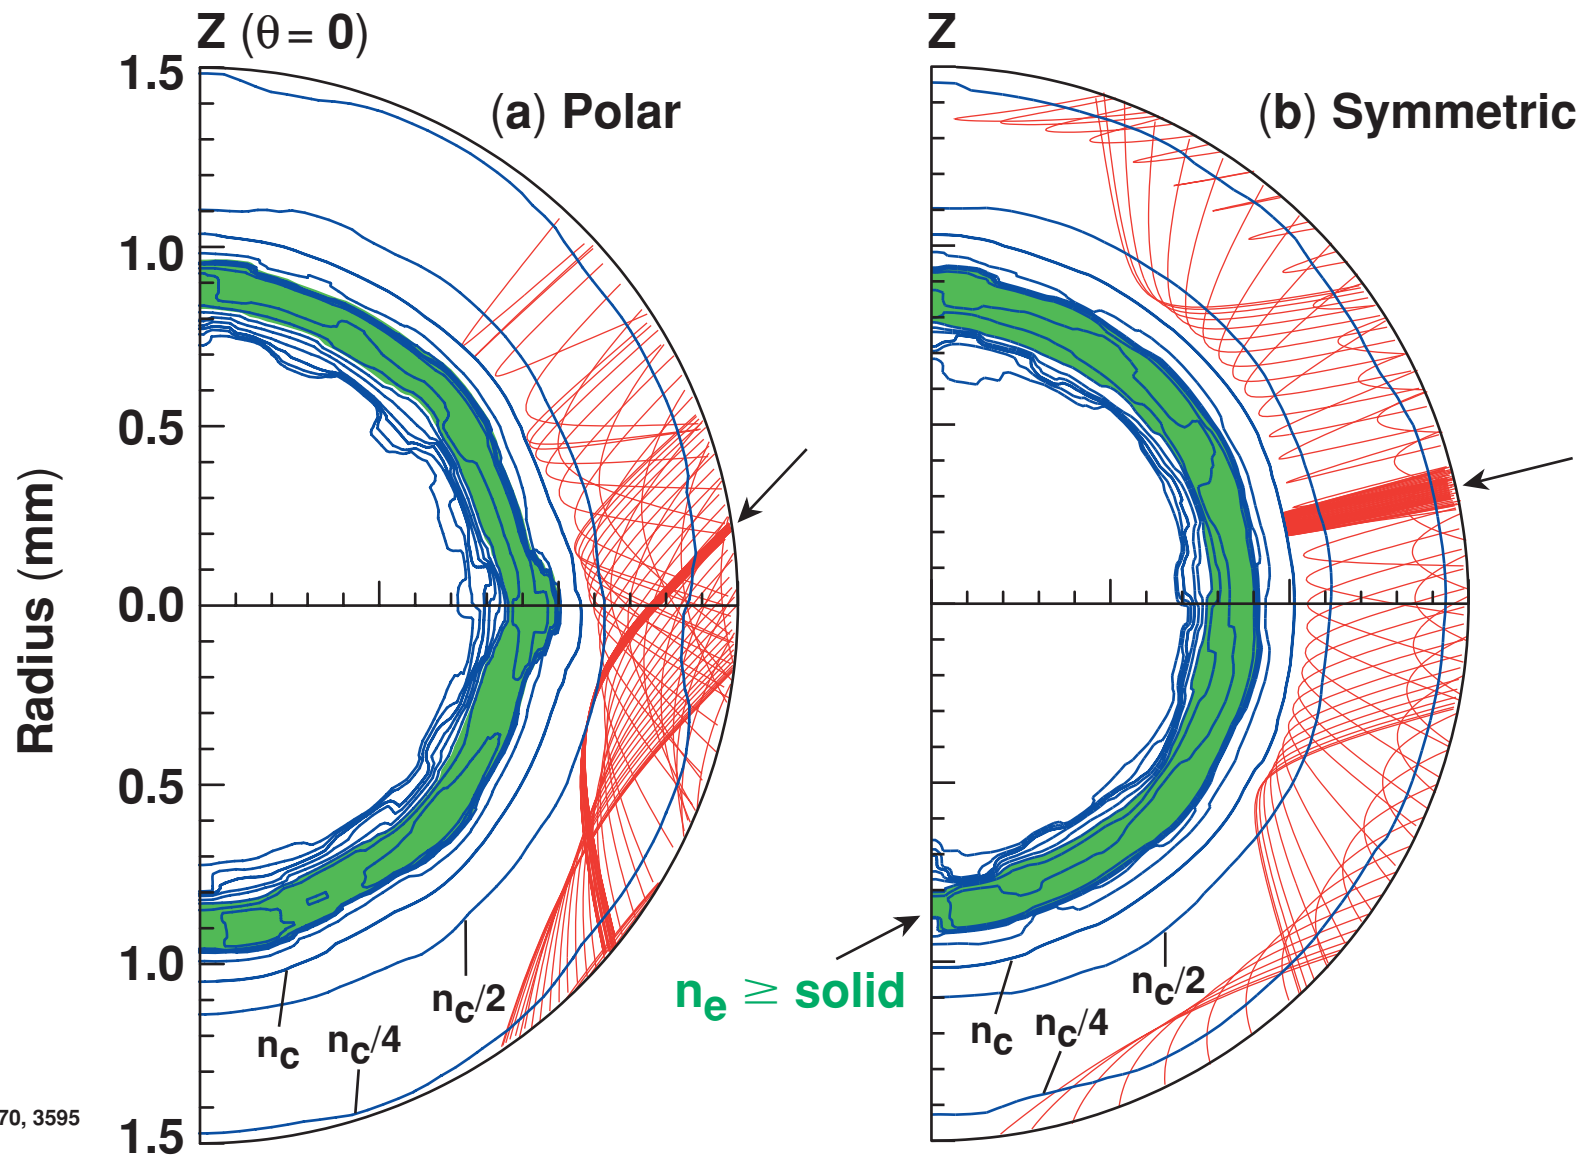 Z (θ = 0)
Z
(a) Polar
(b) Symmetric
1.5
1.0
0.5
0.0
0.5
1.0
1.5
Radius (mm)
nc
nc/4
nc/2
ne ≥ solid
nc
nc/4
nc/2
70, 3595